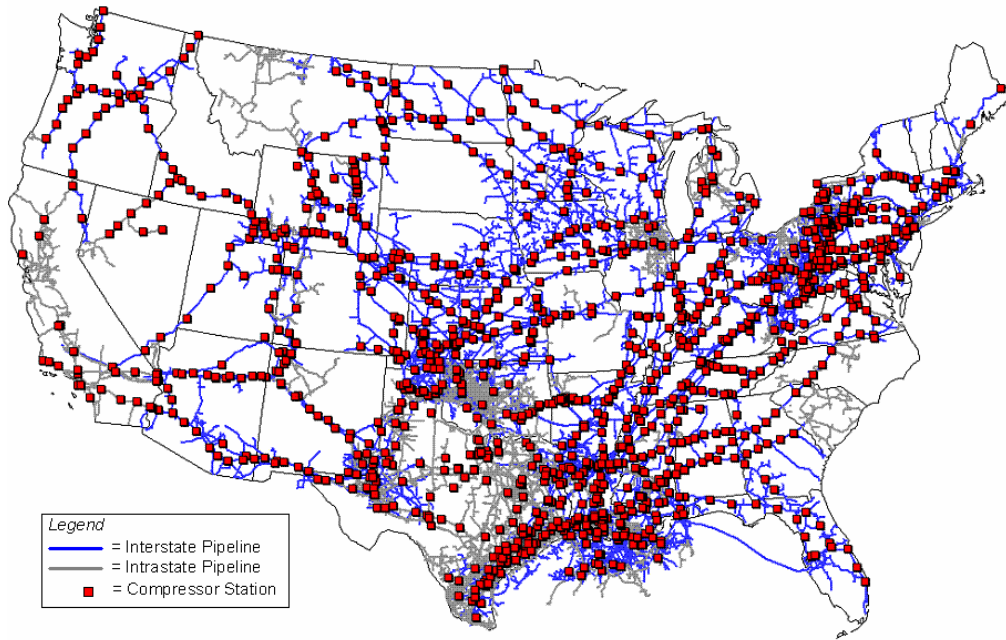 Legend
= Interstate Pipeline
= Intrastate Pipeline
= Compressor Station